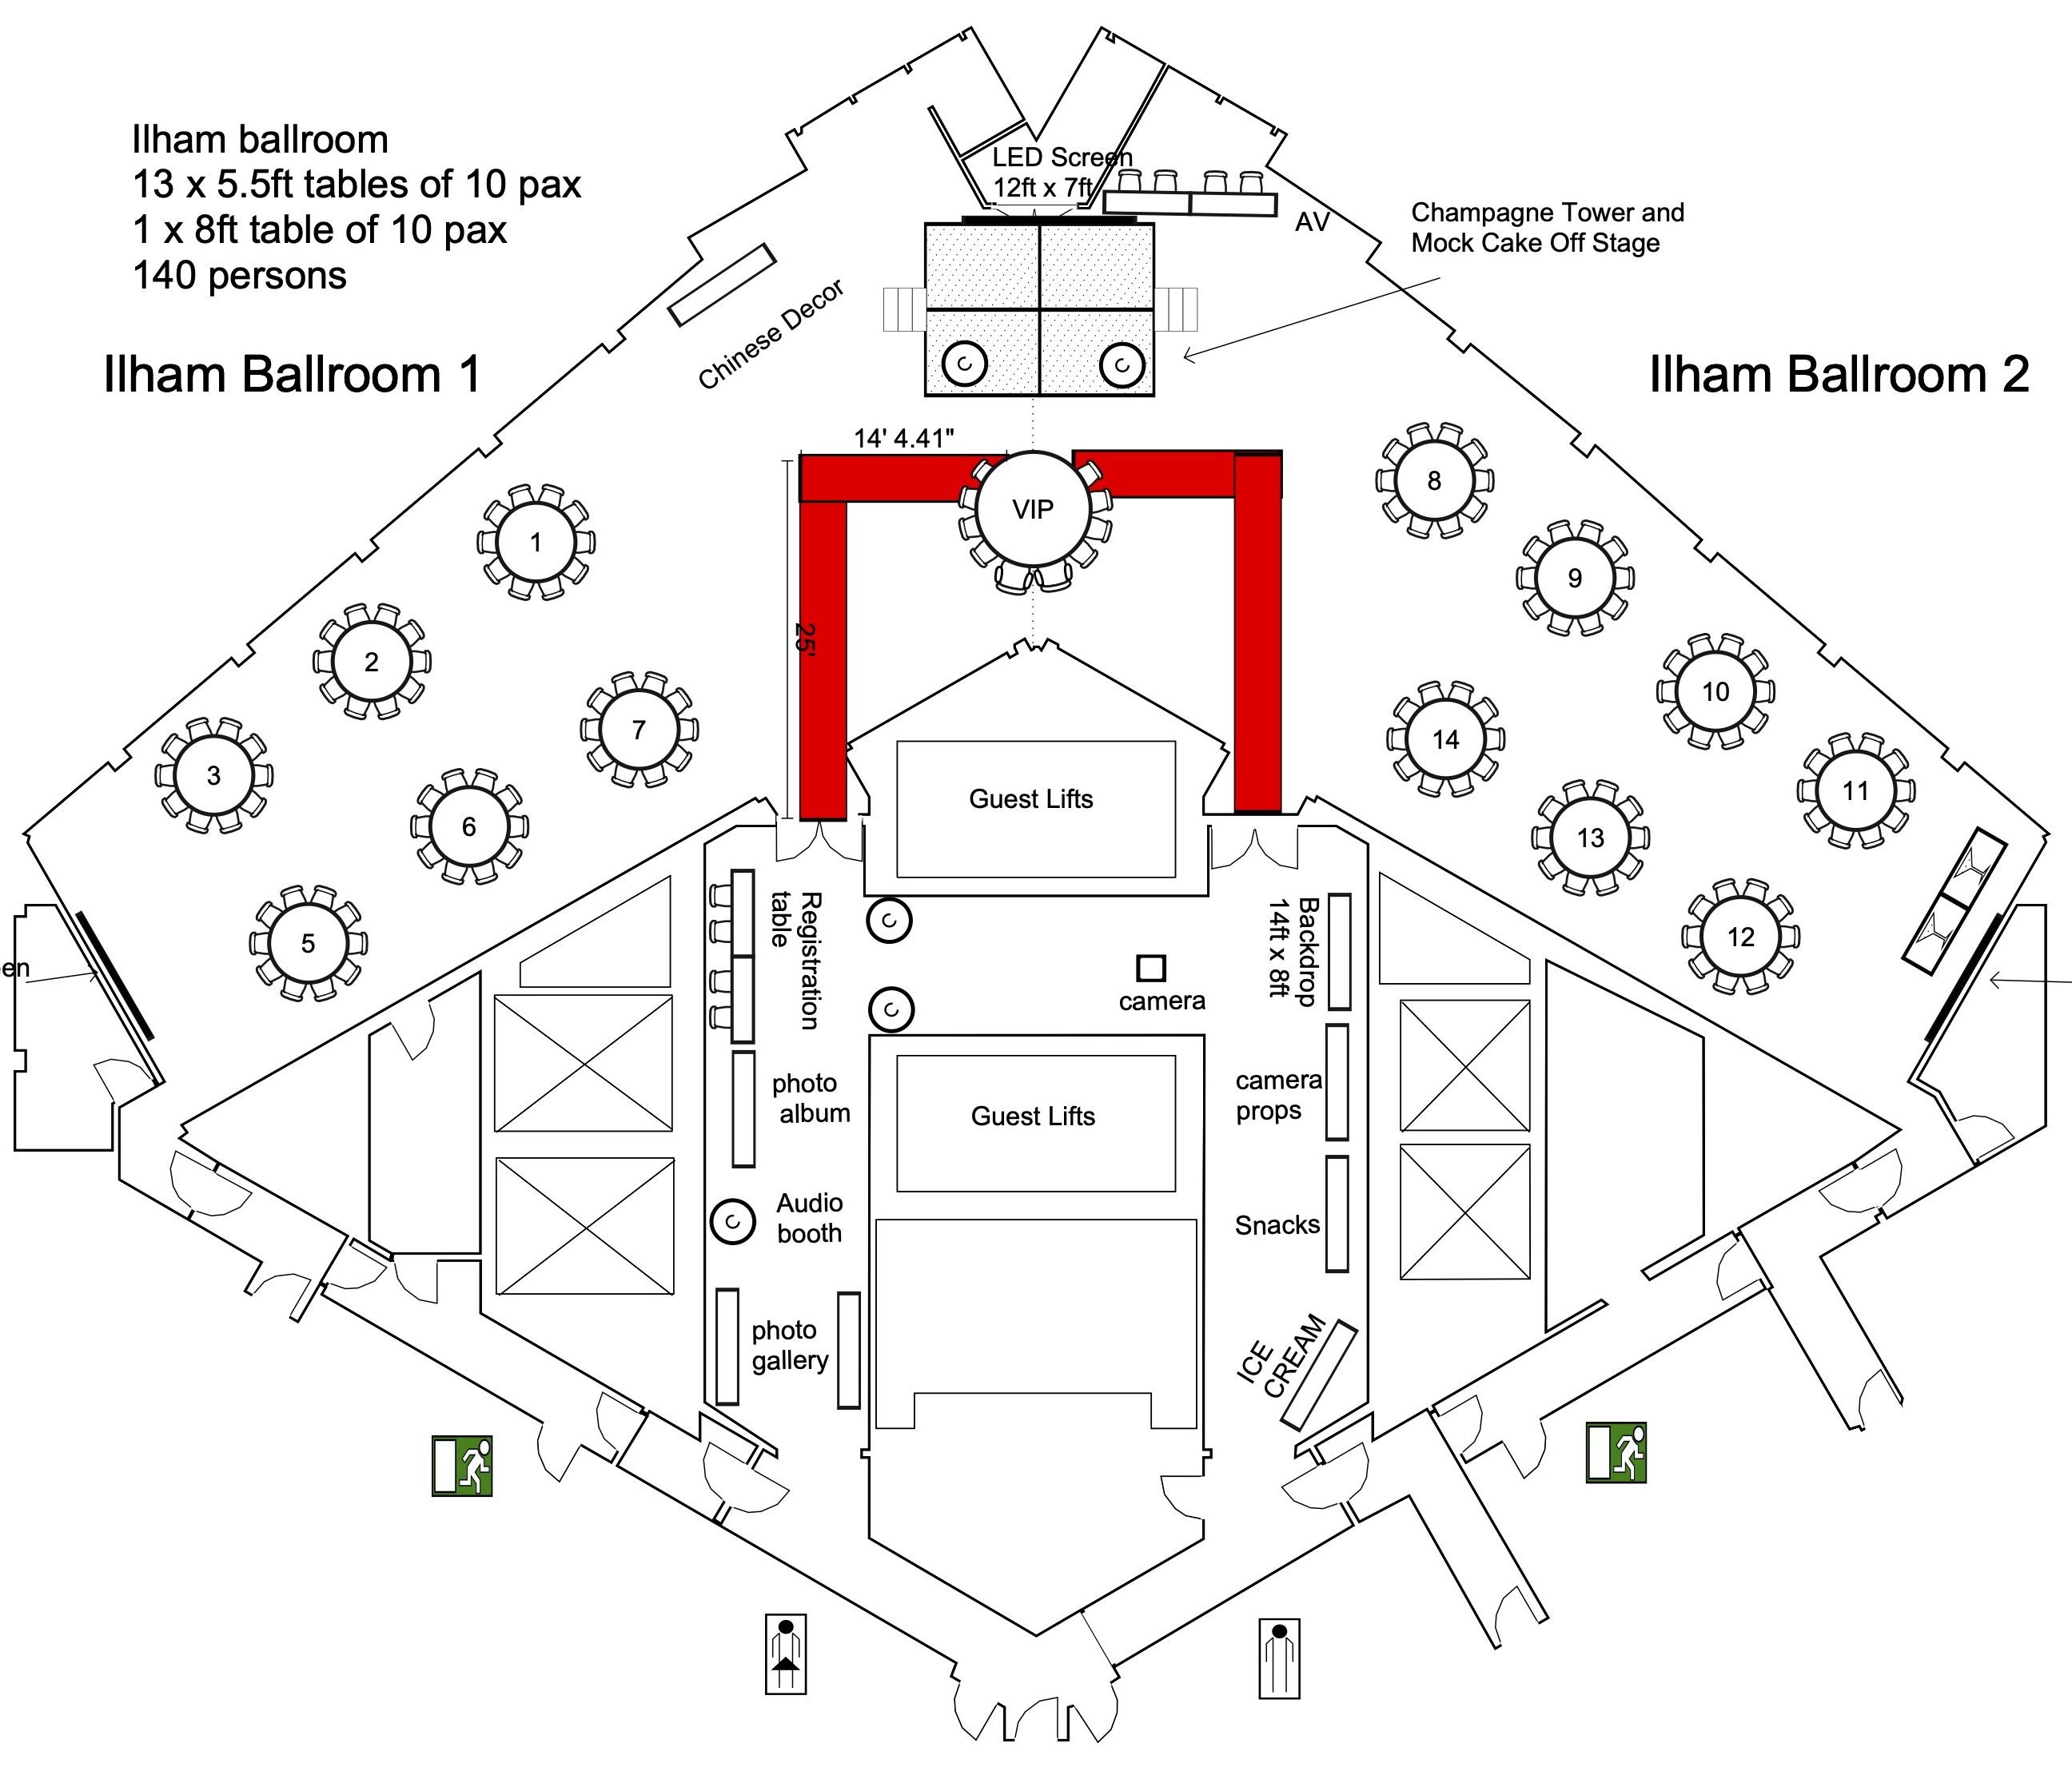 Ilham ballroom
13 x 5.5ft tables of 10 pax
1 x 8ft table of 10 pax
140 persons
Ilham Ballroom 1
Ilham Ballroom 2
LED Screen
12ft x 7ft
AV
Champagne Tower and
Mock Cake Off Stage
Chinese Decor
C
C
14' 4.41"
25'
VIP
1
2
3
5
6
7
8
9
10
11
12
13
14
Guest Lifts
Registration
table
C
C
camera
Backdrop
14ft x 8ft
photo
album
Guest Lifts
camera
props
C
Audio
booth
Snacks
photo
gallery
ICE
CREAM
en